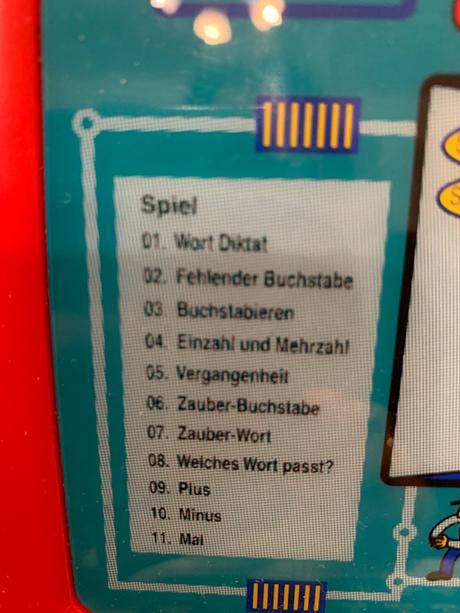 Spiel
01. Wort Diktat
02. Fehlender Buchstabe
03. Buchstabieren
04. Einzahl und Mehrzahl
05. Vergangenheit
06. Zauber-Buchstabe
07. Zauber-Wort
08. Welches Wort passt?
09. Plus
10. Minus
11. Mal